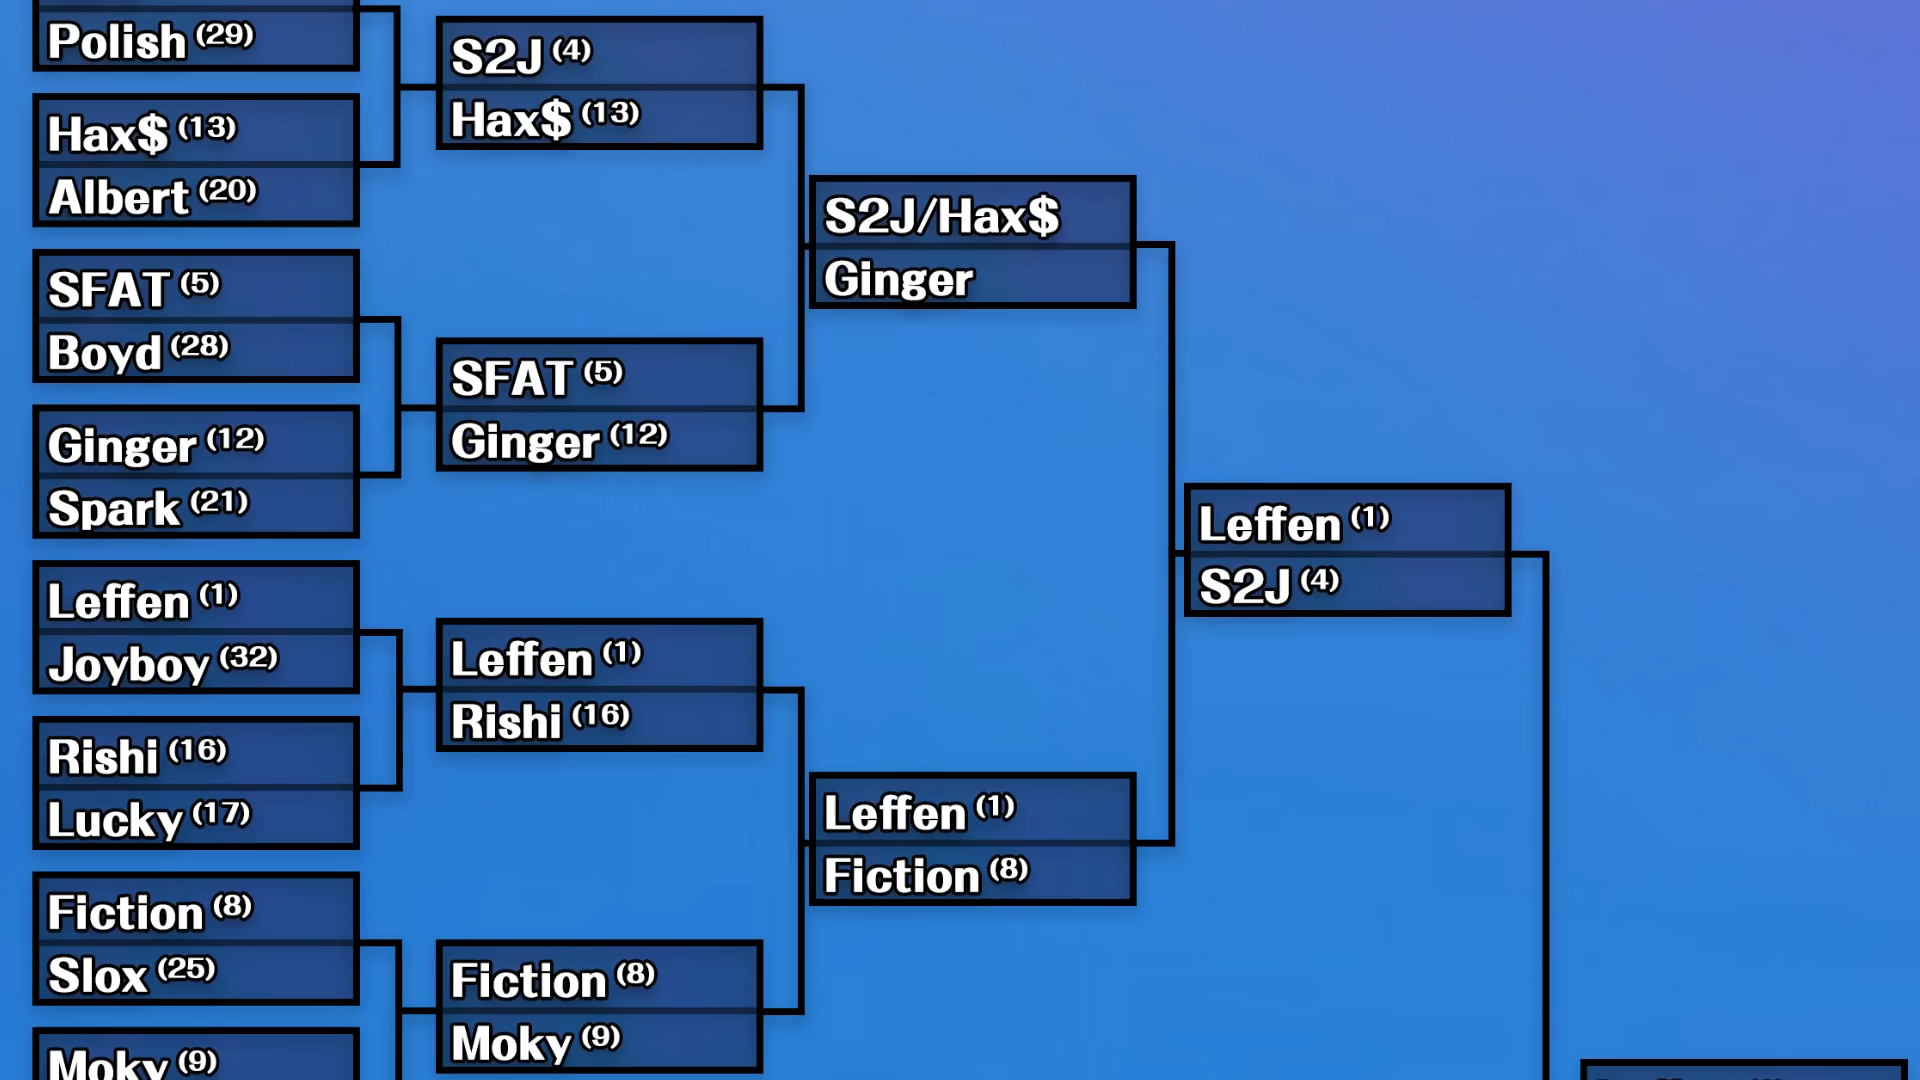 Polish (29)
Hax$ (13)
Albert (20)
SFAT (5)
Boyd (28)
Ginger (12)
Spark (21)
Leffen (1)
Joyboy (32)
Rishi (16)
Lucky (17)
Fiction (8)
Slox (25)
Moky (9)
S2J (4)
Hax$ (13)
SFAT (5)
Ginger (12)
Leffen (1)
Rishi (16)
Fiction (8)
Moky (9)
S2J/Hax$
Ginger
Leffen (1)
Fiction (8)
Leffen (1)
S2J (4)